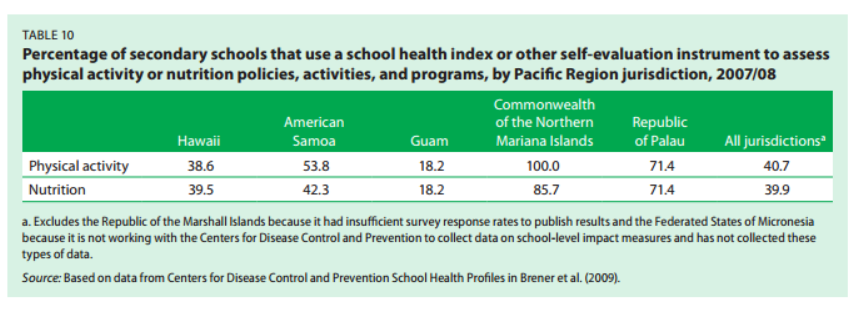 TABLE 10
Percentage of secondary schools that use a school health index or other self-evaluation instrument to assess
physical activity or nutrition policies, activities, and programs, by Pacific Region jurisdiction, 2007/08
Hawaii American Samoa Guam Commonwealth of the Northern Mariana Islands Republic of Palau All jurisdictionsa
Physical activity 38.6 53.8 18.2 100.0 71.4 40.7
Nutrition 39.5 42.3 18.2 85.7 71.4 39.9
a. Excludes the Republic of the Marshall Islands because it had insufficient survey response rates to publish results and the Federated States of Micronesia
because it is not working with the Centers for Disease Control and Prevention to collect data on school-level impact measures and has not collected these
types of data.
Source: Based on data from Centers for Disease Control and Prevention School Health Profiles in Brener et al. (2009).